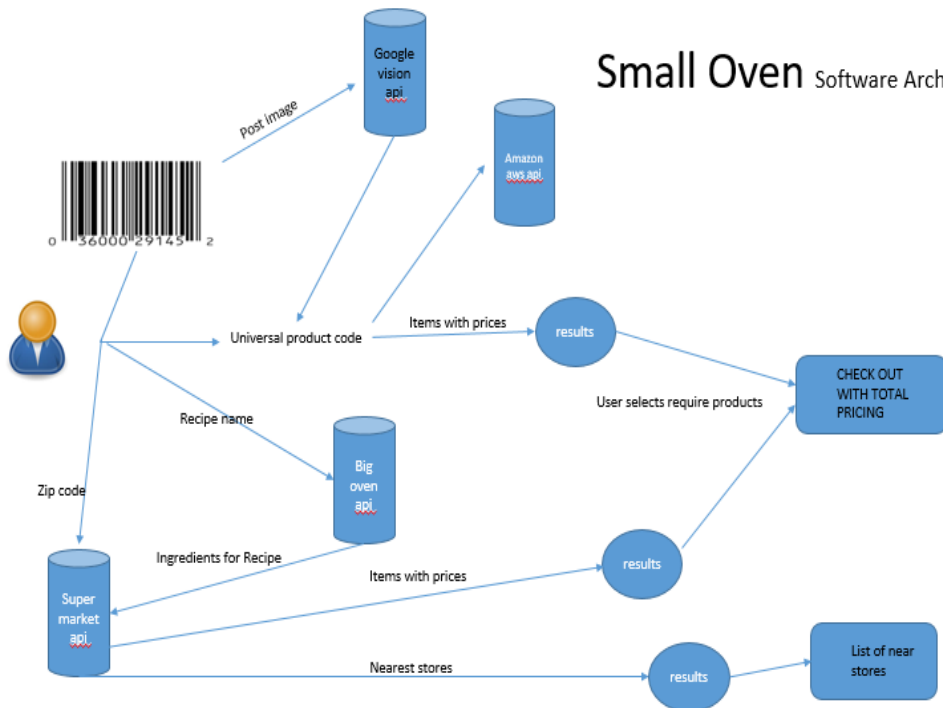 Google
vision
api
Small Oven Software Arch
Post image
Amazon
aws api
0 36000 29145 2
Universal product code
Items with prices
results
CHECK OUT
WITH TOTAL
PRICING
User selects require products
Recipe name
Big
oven
api
Zip code
Ingredients for Recipe
Items with prices
results
Super
market
api
Nearest stores
results
List of near
stores